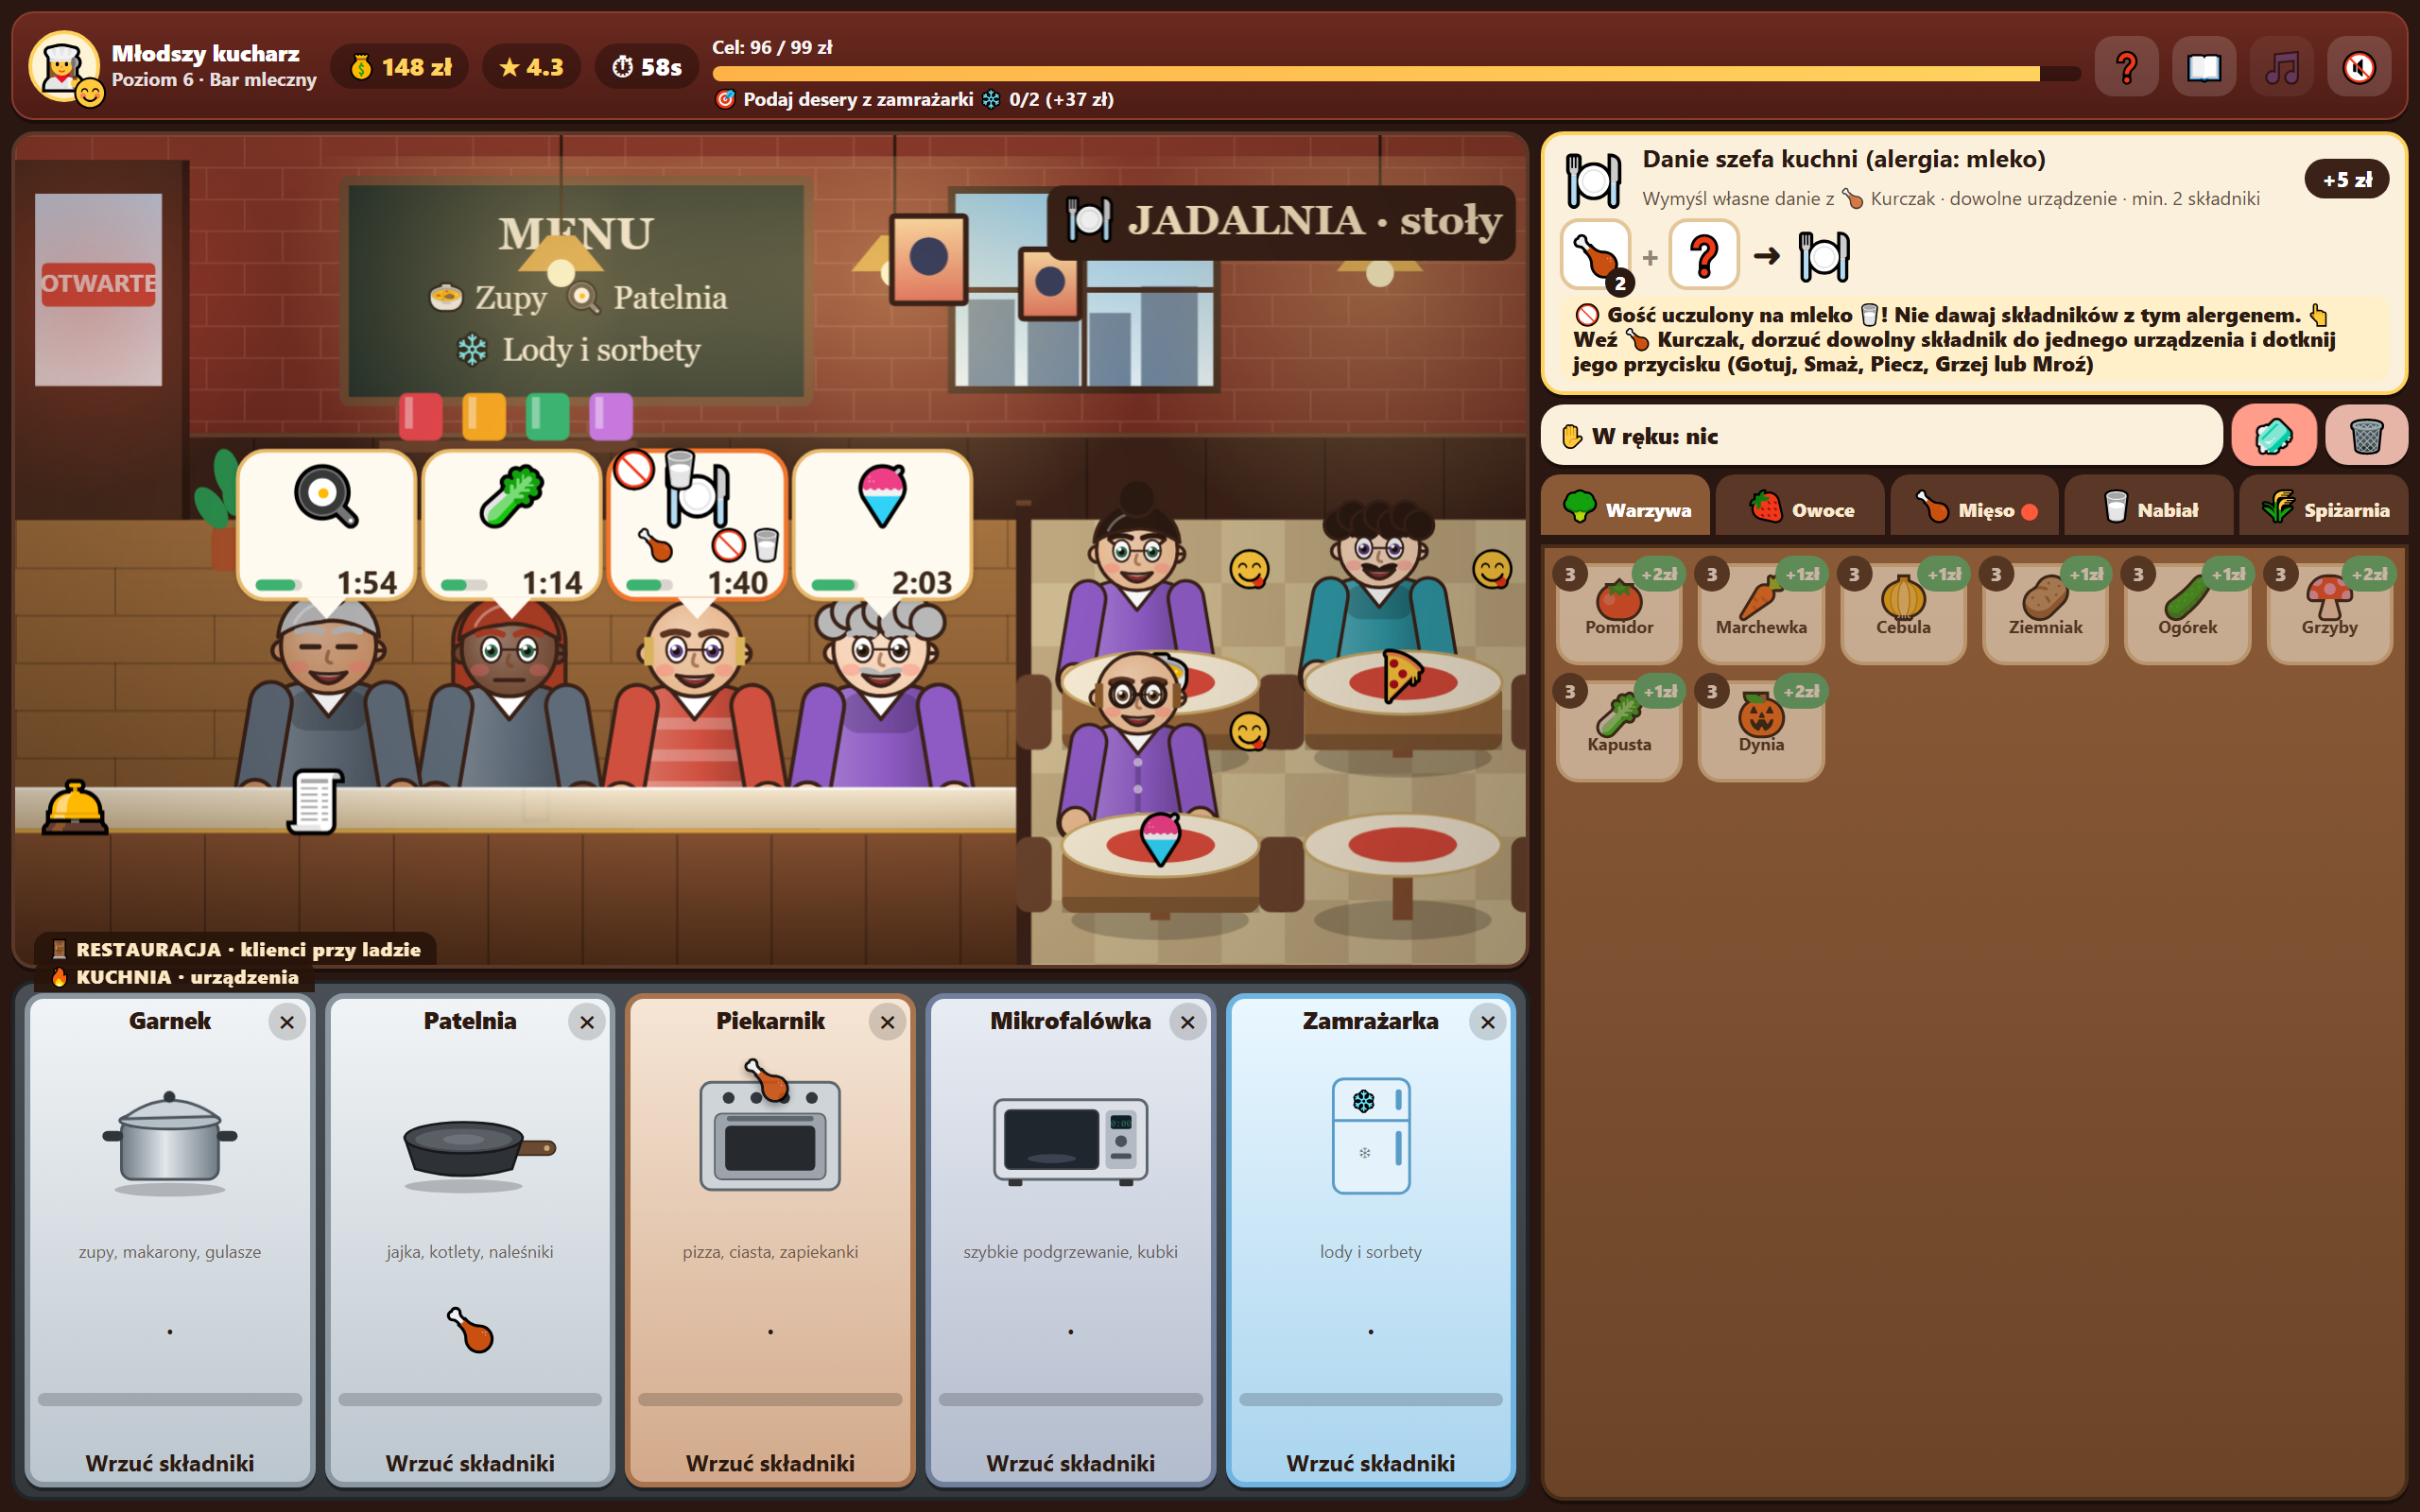 Młodszy kucharz
Poziom 6 · Bar mleczny
148 zł
★ 4.3
58s
Cel: 96 / 99 zł
Podaj desery z zamrażarki 0/2 (+37 zł)
OTWARTE
MENU
Zupy Patelnia
Lody i sorbety
JADALNIA · stoły
1:54
1:14
1:40
2:03
RESTAURACJA · klienci przy ladzie
KUCHNIA · urządzenia
Garnek
zupy, makarony, gulasze
Wrzuć składniki
Patelnia
jajka, kotlety, naleśniki
Wrzuć składniki
Piekarnik
pizza, ciasta, zapiekanki
Wrzuć składniki
Mikrofalówka
0:00
szybkie podgrzewanie, kubki
Wrzuć składniki
Zamrażarka
lody i sorbety
Wrzuć składniki
Danie szefa kuchni (alergia: mleko)
Wymyśl własne danie z Kurczak · dowolne urządzenie · min. 2 składniki
+5 zł
2
+
Gość uczulony na mleko ! Nie dawaj składników z tym alergenem.
Weź Kurczak, dorzuć dowolny składnik do jednego urządzenia i dotknij
jego przycisku (Gotuj, Smaż, Piecz, Grzej lub Mroź)
W ręku: nic
Warzywa
Owoce
Mięso
Nabiał
Spiżarnia
3 +2zł
Pomidor
3 +1zł
Marchewka
3 +1zł
Cebula
3 +1zł
Ziemniak
3 +1zł
Ogórek
3 +2zł
Grzyby
3 +1zł
Kapusta
3 +2zł
Dynia